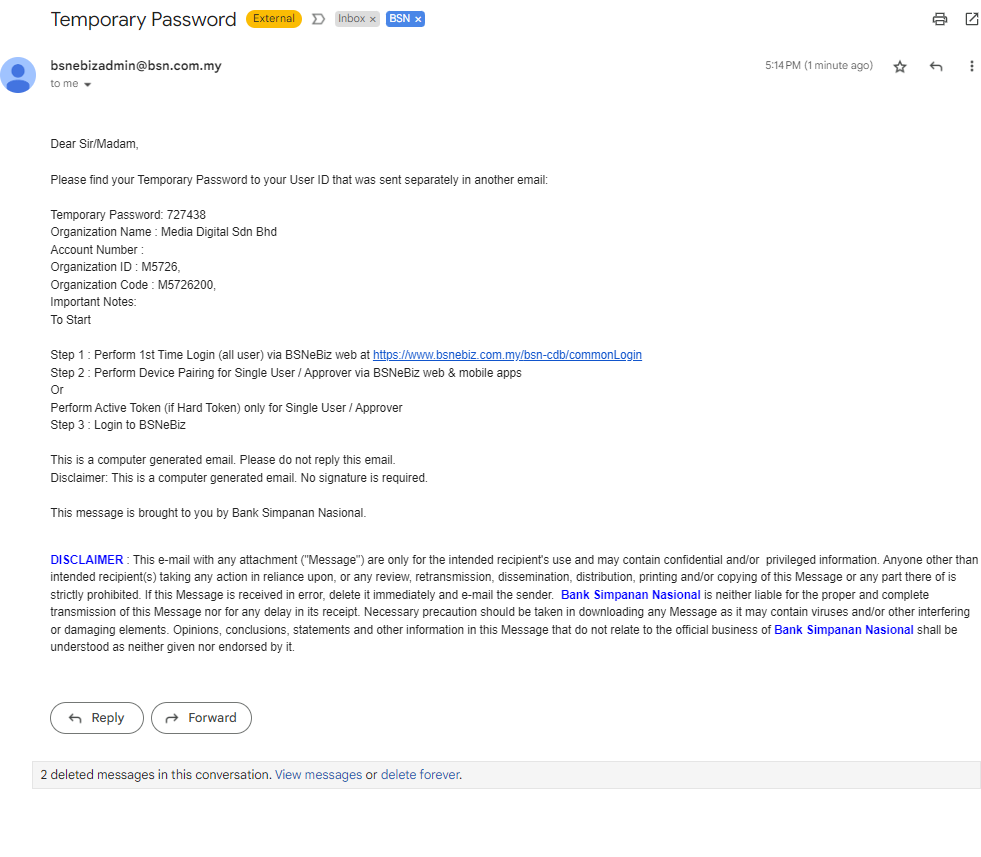 Temporary Password External Inbox × BSN ×
bsnebizadmin@bsn.com.my 5:14 PM (1 minute ago)
to me
Dear Sir/Madam,
Please find your Temporary Password to your User ID that was sent separately in another email:
Temporary Password: 727438
Organization Name : Media Digital Sdn Bhd
Account Number :
Organization ID : M5726,
Organization Code : M5726200,
Important Notes:
To Start
Step 1 : Perform 1st Time Login (all user) via BSNeBiz web at https://www.bsnebiz.com.my/bsn-cdb/commonLogin
Step 2 : Perform Device Pairing for Single User / Approver via BSNeBiz web & mobile apps
Or
Perform Active Token (if Hard Token) only for Single User / Approver
Step 3 : Login to BSNeBiz
This is a computer generated email. Please do not reply this email.
Disclaimer: This is a computer generated email. No signature is required.
This message is brought to you by Bank Simpanan Nasional.
DISCLAIMER : This e-mail with any attachment ("Message") are only for the intended recipient's use and may contain confidential and/or privileged information. Anyone other than
intended recipient(s) taking any action in reliance upon, or any review, retransmission, dissemination, distribution, printing and/or copying of this Message or any part there of is
strictly prohibited. If this Message is received in error, delete it immediately and e-mail the sender. Bank Simpanan Nasional is neither liable for the proper and complete
transmission of this Message nor for any delay in its receipt. Necessary precaution should be taken in downloading any Message as it may contain viruses and/or other interfering
or damaging elements. Opinions, conclusions, statements and other information in this Message that do not relate to the official business of Bank Simpanan Nasional shall be
understood as neither given nor endorsed by it.
Reply Forward
2 deleted messages in this conversation. View messages or delete forever.